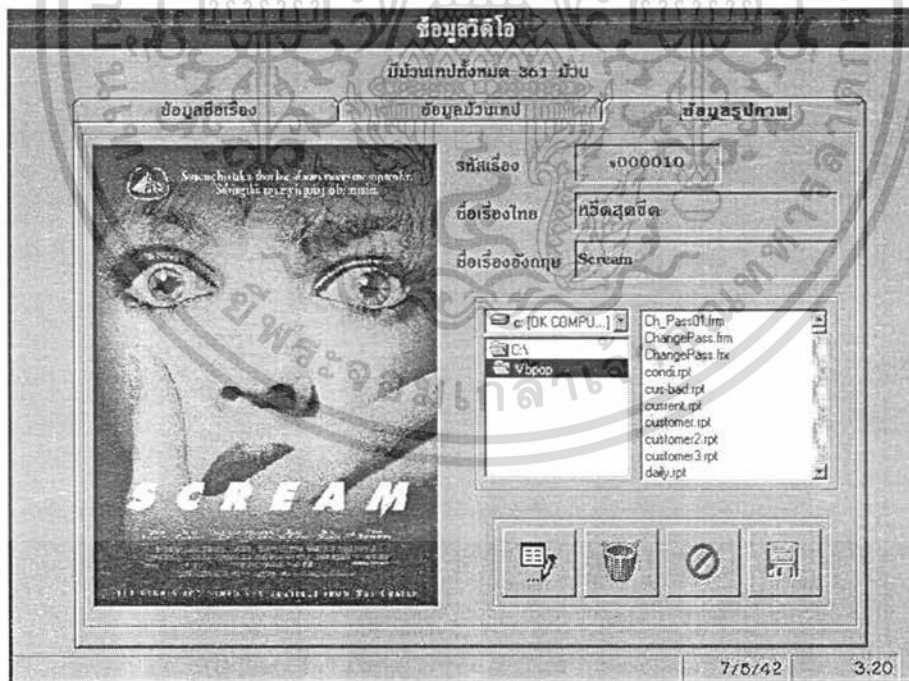 ข้อมูลวิดีโอ
มีม้วนเทปทั้งหมด 361 ม้วน
ข้อมูลชื่อเรื่อง
ข้อมูลม้วนเทป
ข้อมูลรูปภาพ
รหัสเรื่อง
s000010
ชื่อเรื่องไทย
หวีดสุดขีด
ชื่อเรื่องอังกฤษ
Scream
c: [OK COMPU...]
C:\
Vbpop
Ch_Pass01.frm
ChangePass.frm
ChangePass.frx
condi.rpt
cus-bad.rpt
cusrent.rpt
customer.rpt
customer2.rpt
customer3.rpt
daily.rpt
SCREAM
7/5/42
3.20